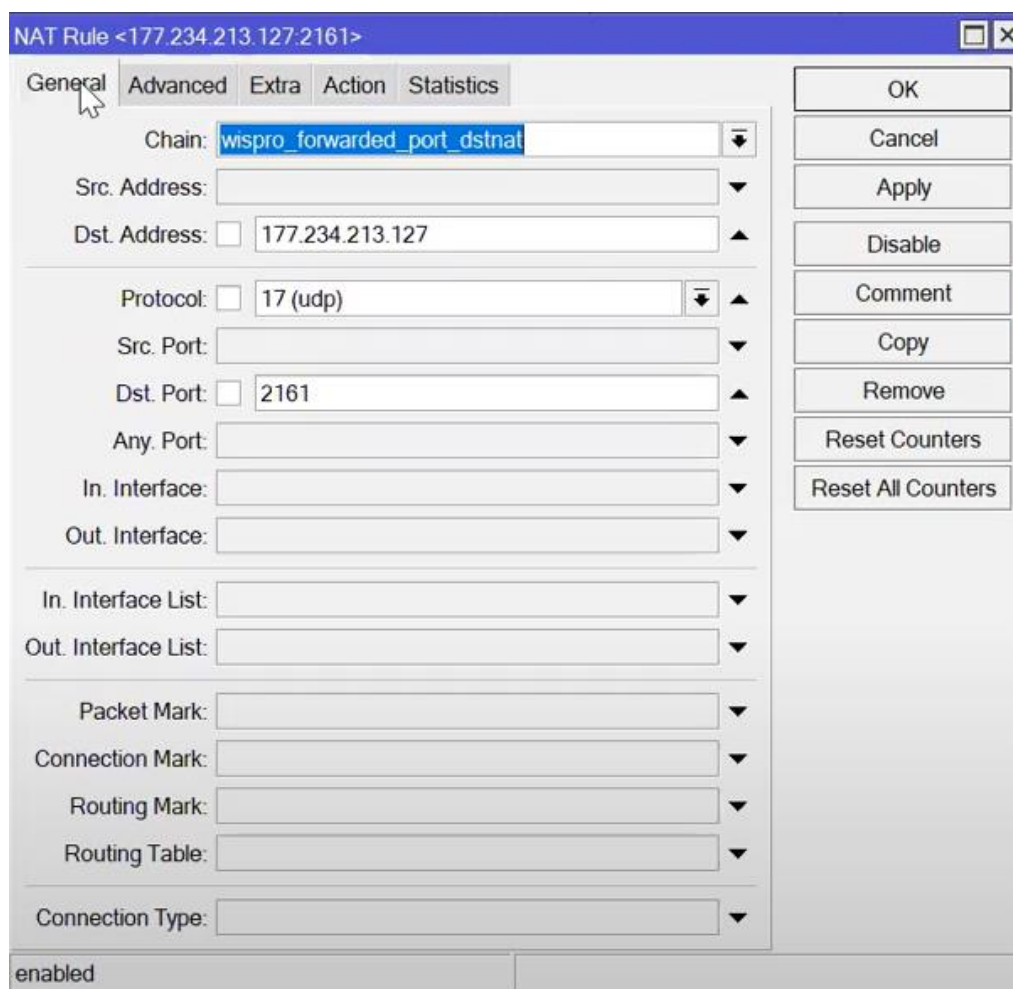 NAT Rule <177.234.213.127:2161>
General Advanced Extra Action Statistics
Chain: wispro_forwarded_port_dstnat
Src. Address:
Dst. Address: 177.234.213.127
Protocol: 17 (udp)
Src. Port:
Dst. Port: 2161
Any. Port:
In. Interface:
Out. Interface:
In. Interface List:
Out. Interface List:
Packet Mark:
Connection Mark:
Routing Mark:
Routing Table:
Connection Type:
enabled
OK
Cancel
Apply
Disable
Comment
Copy
Remove
Reset Counters
Reset All Counters